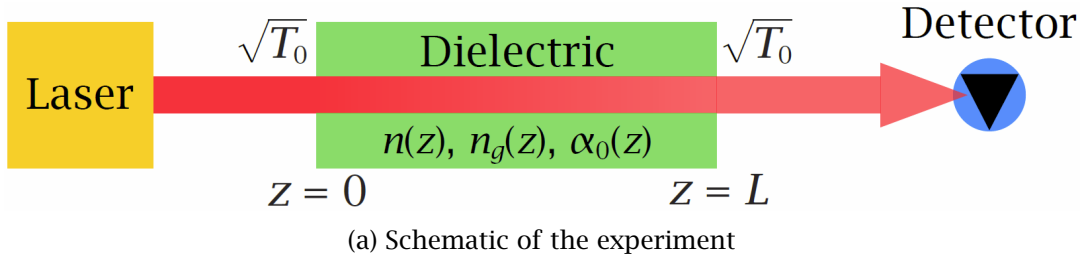 Detector
√T₀ Dielectric √T₀
Laser
n(z), n_g(z), α₀(z)
z = 0 z = L
(a) Schematic of the experiment